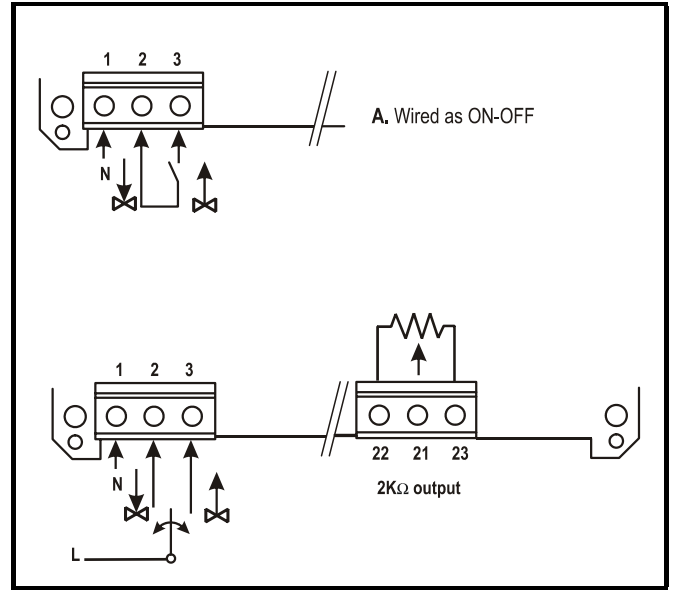 1 2 3
A. Wired as ON-OFF
N
1 2 3
22 21 23
N
2KΩ output
L